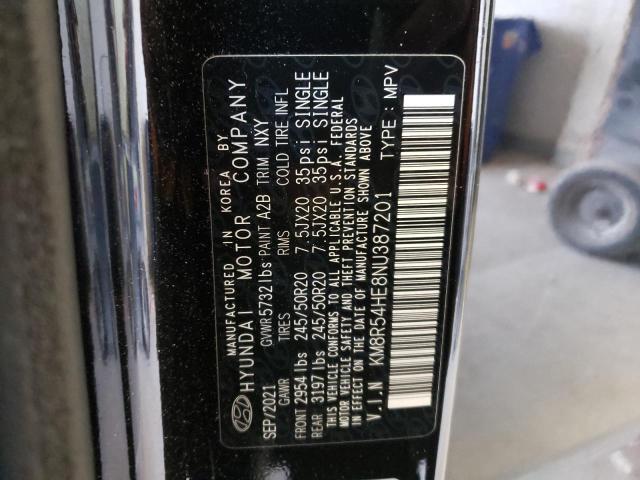 MANUFACTURED IN KOREA BY
HYUNDAI MOTOR COMPANY
SEP/2021 GVWR 5732 lbs PAINT A2B TRIM NXY
GAWR TIRES RIMS COLD TIRE INFL
FRONT 2954 lbs 245/50R20 7.5JX20 35psi SINGLE
REAR 3197 lbs 245/50R20 7.5JX20 35psi SINGLE
THIS VEHICLE CONFORMS TO ALL APPLICABLE U.S.A. FEDERAL
MOTOR VEHICLE SAFETY AND THEFT PREVENTION STANDARDS
IN EFFECT ON THE DATE OF MANUFACTURE SHOWN ABOVE
V.I.N KM8R54HE8NU387201 TYPE : MPV